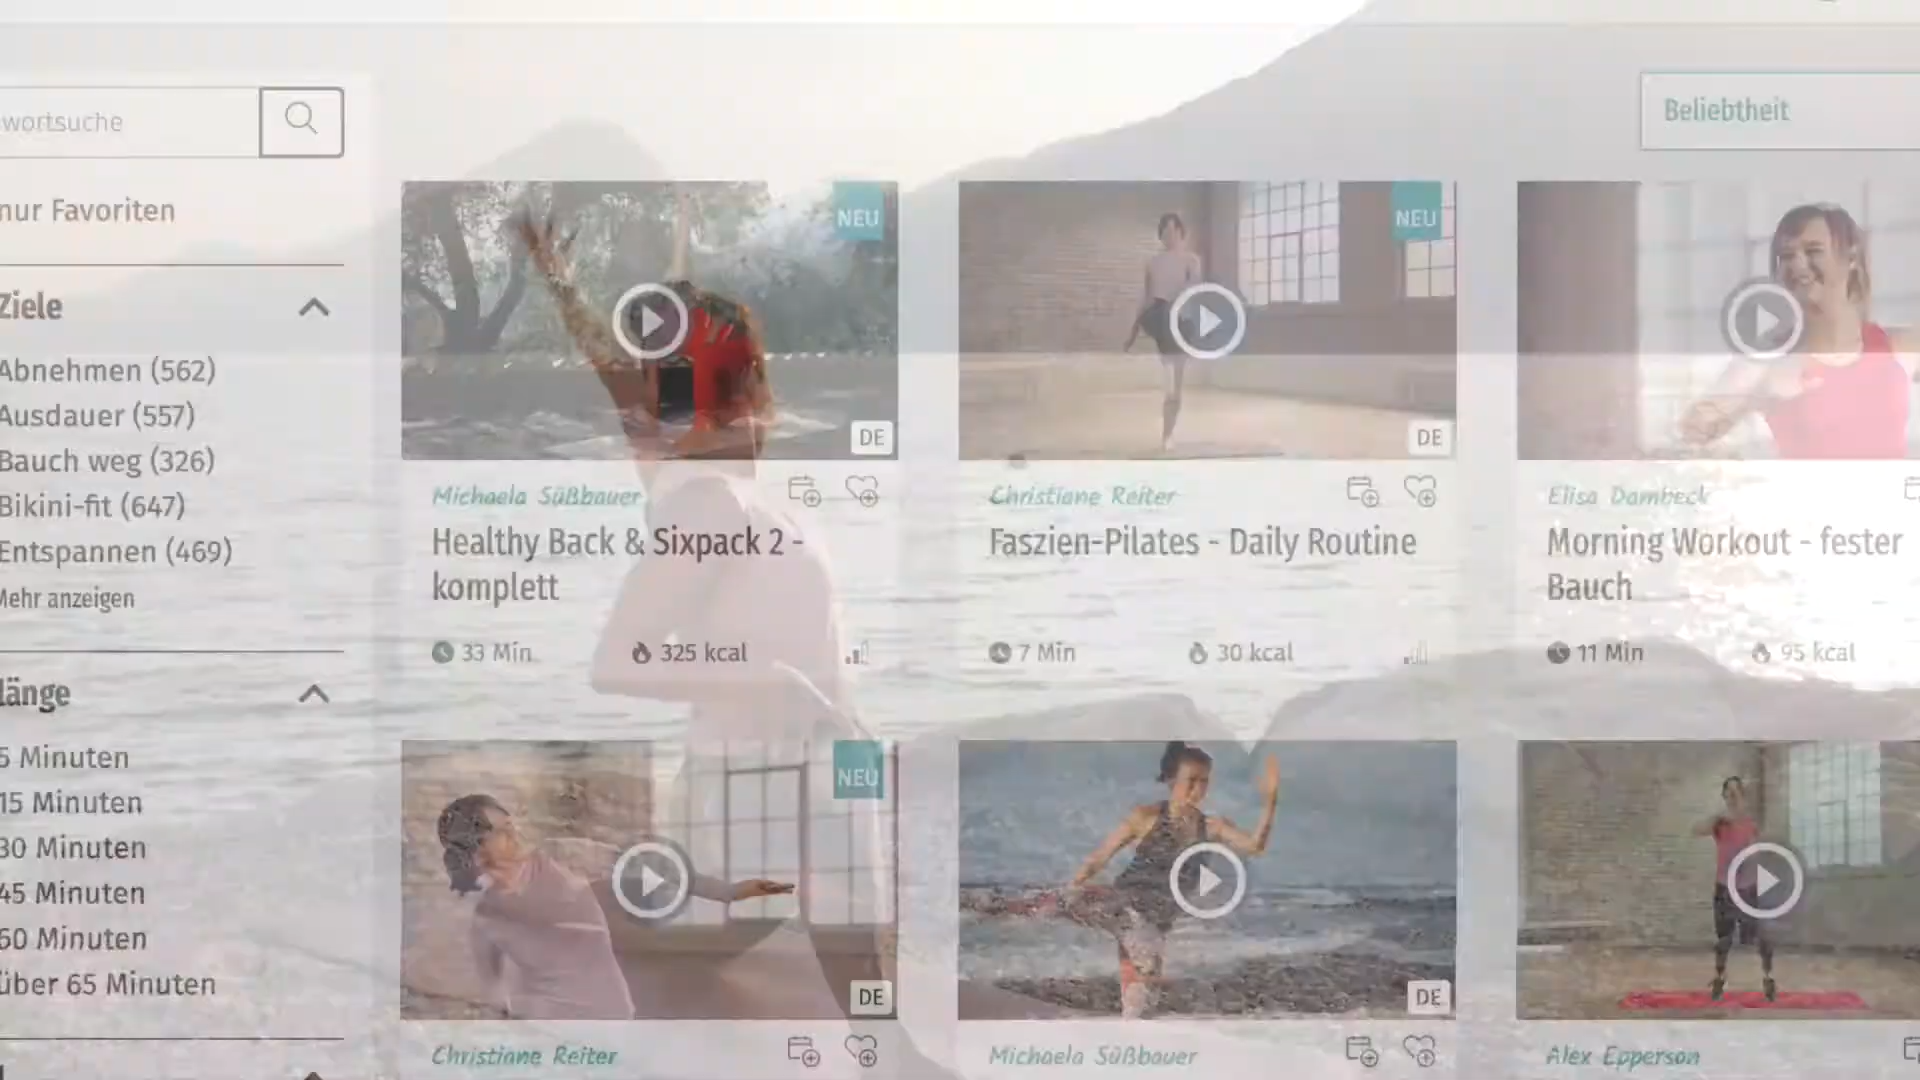 wortsuche
Beliebtheit
nur Favoriten
Ziele
Abnehmen (562)
Ausdauer (557)
Bauch weg (326)
Bikini-fit (647)
Entspannen (469)
Mehr anzeigen
länge
5 Minuten
15 Minuten
30 Minuten
45 Minuten
60 Minuten
über 65 Minuten
NEU
DE
Michaela Süßbauer
Healthy Back & Sixpack 2 -
komplett
33 Min
325 kcal
NEU
DE
Christiane Reiter
Faszien-Pilates - Daily Routine
7 Min
30 kcal
Elisa Dambeck
Morning Workout - fester
Bauch
11 Min
95 kcal
NEU
DE
Christiane Reiter
DE
Michaela Süßbauer
Alex Epperson